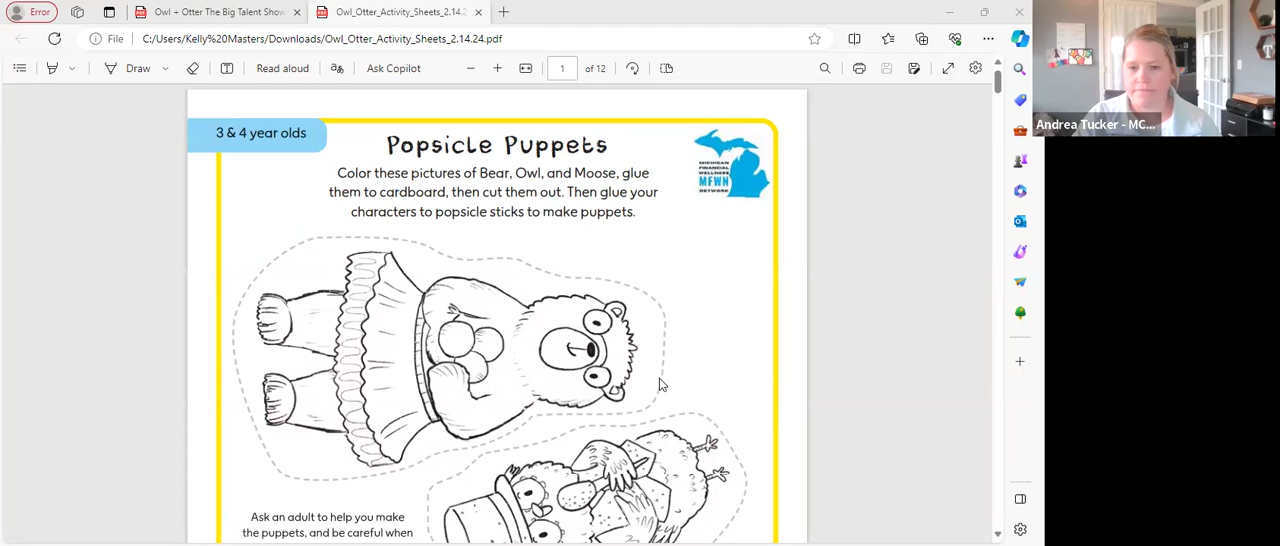 Error
Owl + Otter The Big Talent Show
Owl_Otter_Activity_Sheets_2.14.24
File C:/Users/Kelly%20Masters/Downloads/Owl_Otter_Activity_Sheets_2.14.24.pdf
Draw Read aloud Ask Copilot 1 of 12
Andrea Tucker - MC...
3 & 4 year olds
Popsicle Puppets
Color these pictures of Bear, Owl, and Moose, glue
them to cardboard, then cut them out. Then glue your
characters to popsicle sticks to make puppets.
MICHIGAN
FINANCIAL
WELLNESS
MFWN
NETWORK
Ask an adult to help you make
the puppets, and be careful when